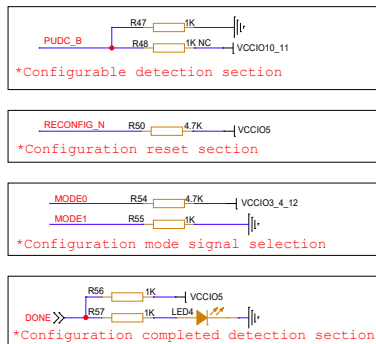 R47 1K
PUDC_B R48 1K NC VCCIO10_11
*Configurable detection section
RECONFIG_N R50 4.7K VCCIO5
*Configuration reset section
MODE0 R54 4.7K VCCIO3_4_12
MODE1 R55 1K
*Configuration mode signal selection
R56 1K VCCIO5
DONE R57 1K LED4
*Configuration completed detection section